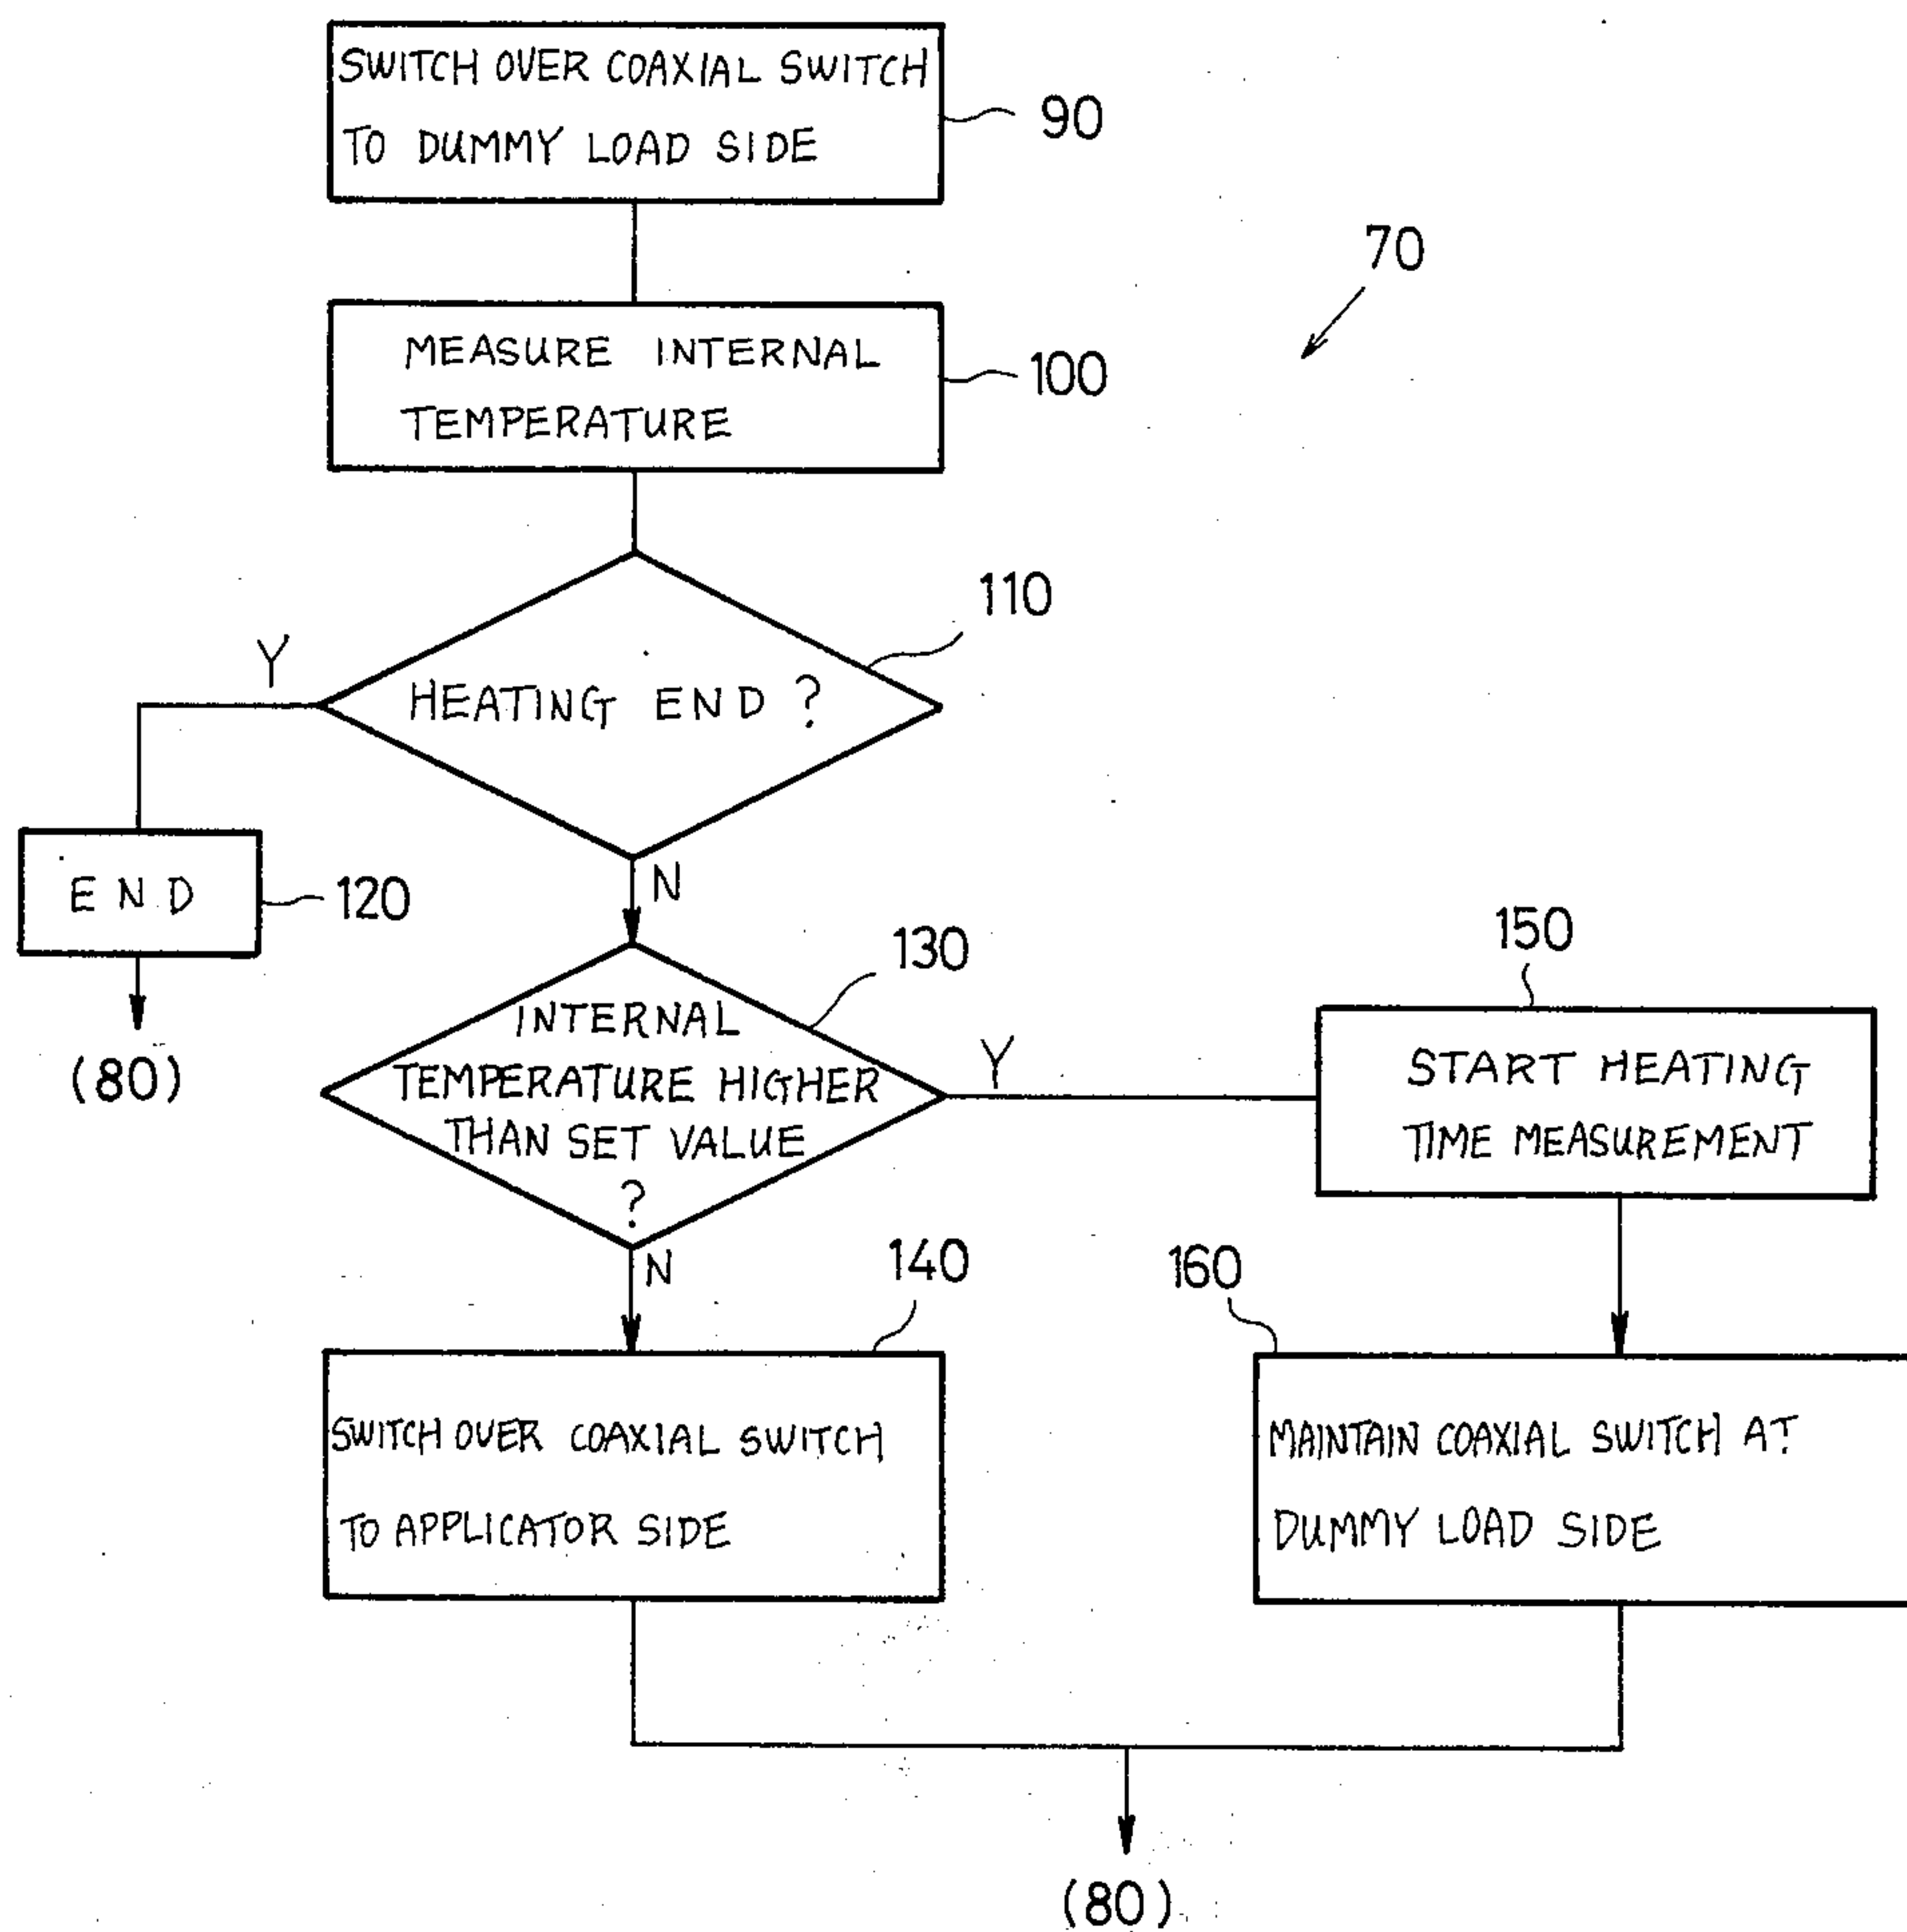 SWITCH OVER COAXIAL SWITCH
TO DUMMY LOAD SIDE
90
70
MEASURE INTERNAL
TEMPERATURE
100
110
Y
HEATING END ?
N
END
120
(80)
130
INTERNAL
TEMPERATURE HIGHER
THAN SET VALUE
?
Y
150
START HEATING
TIME MEASUREMENT
N
140
160
SWITCH OVER COAXIAL SWITCH
TO APPLICATOR SIDE
MAINTAIN COAXIAL SWITCH AT
DUMMY LOAD SIDE
(80)